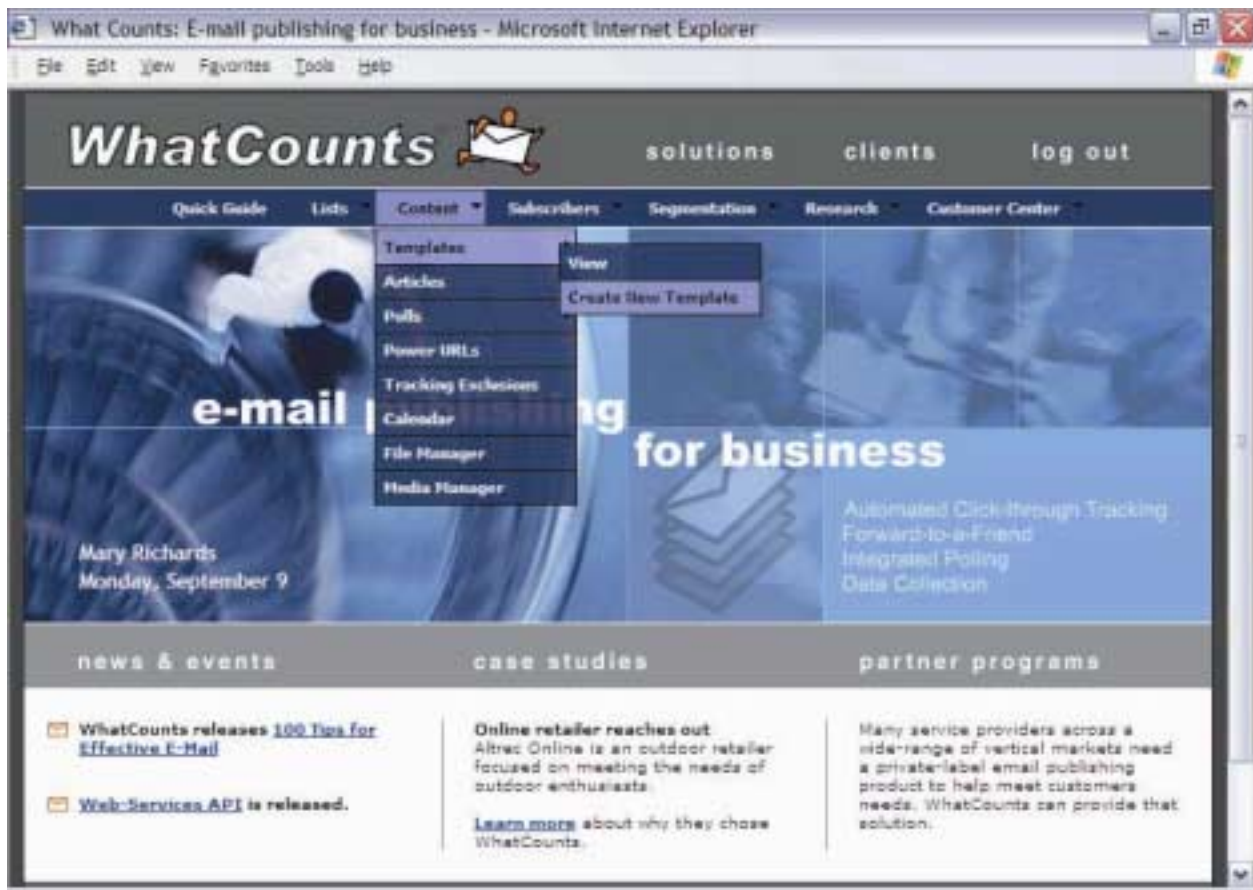 What Counts: E-mail publishing for business - Microsoft Internet Explorer
File Edit View Favorites Tools Help
WhatCounts
solutions clients log out
Quick Guide Lists Content Subscribers Segmentation Research Customer Center
Templates
View
Create New Template
Articles
Polls
Power URLs
Tracking Exclusions
Calendar
File Manager
Media Manager
e-mail publishing
for business
Automated Click-through Tracking
Forward-to-a-Friend
Integrated Polling
Data Collection
Mary Richards
Monday, September 9
news & events case studies partner programs
WhatCounts releases 100 Tips for
Effective E-Mail
Web-Services API is released.
Online retailer reaches out
Altrec Online is an outdoor retailer
focused on meeting the needs of
outdoor enthusiasts.
Learn more about why they chose
WhatCounts.
Many service providers across a
wide-range of vertical markets need
a private-label email publishing
product to help meet customers
needs. WhatCounts can provide that
solution.